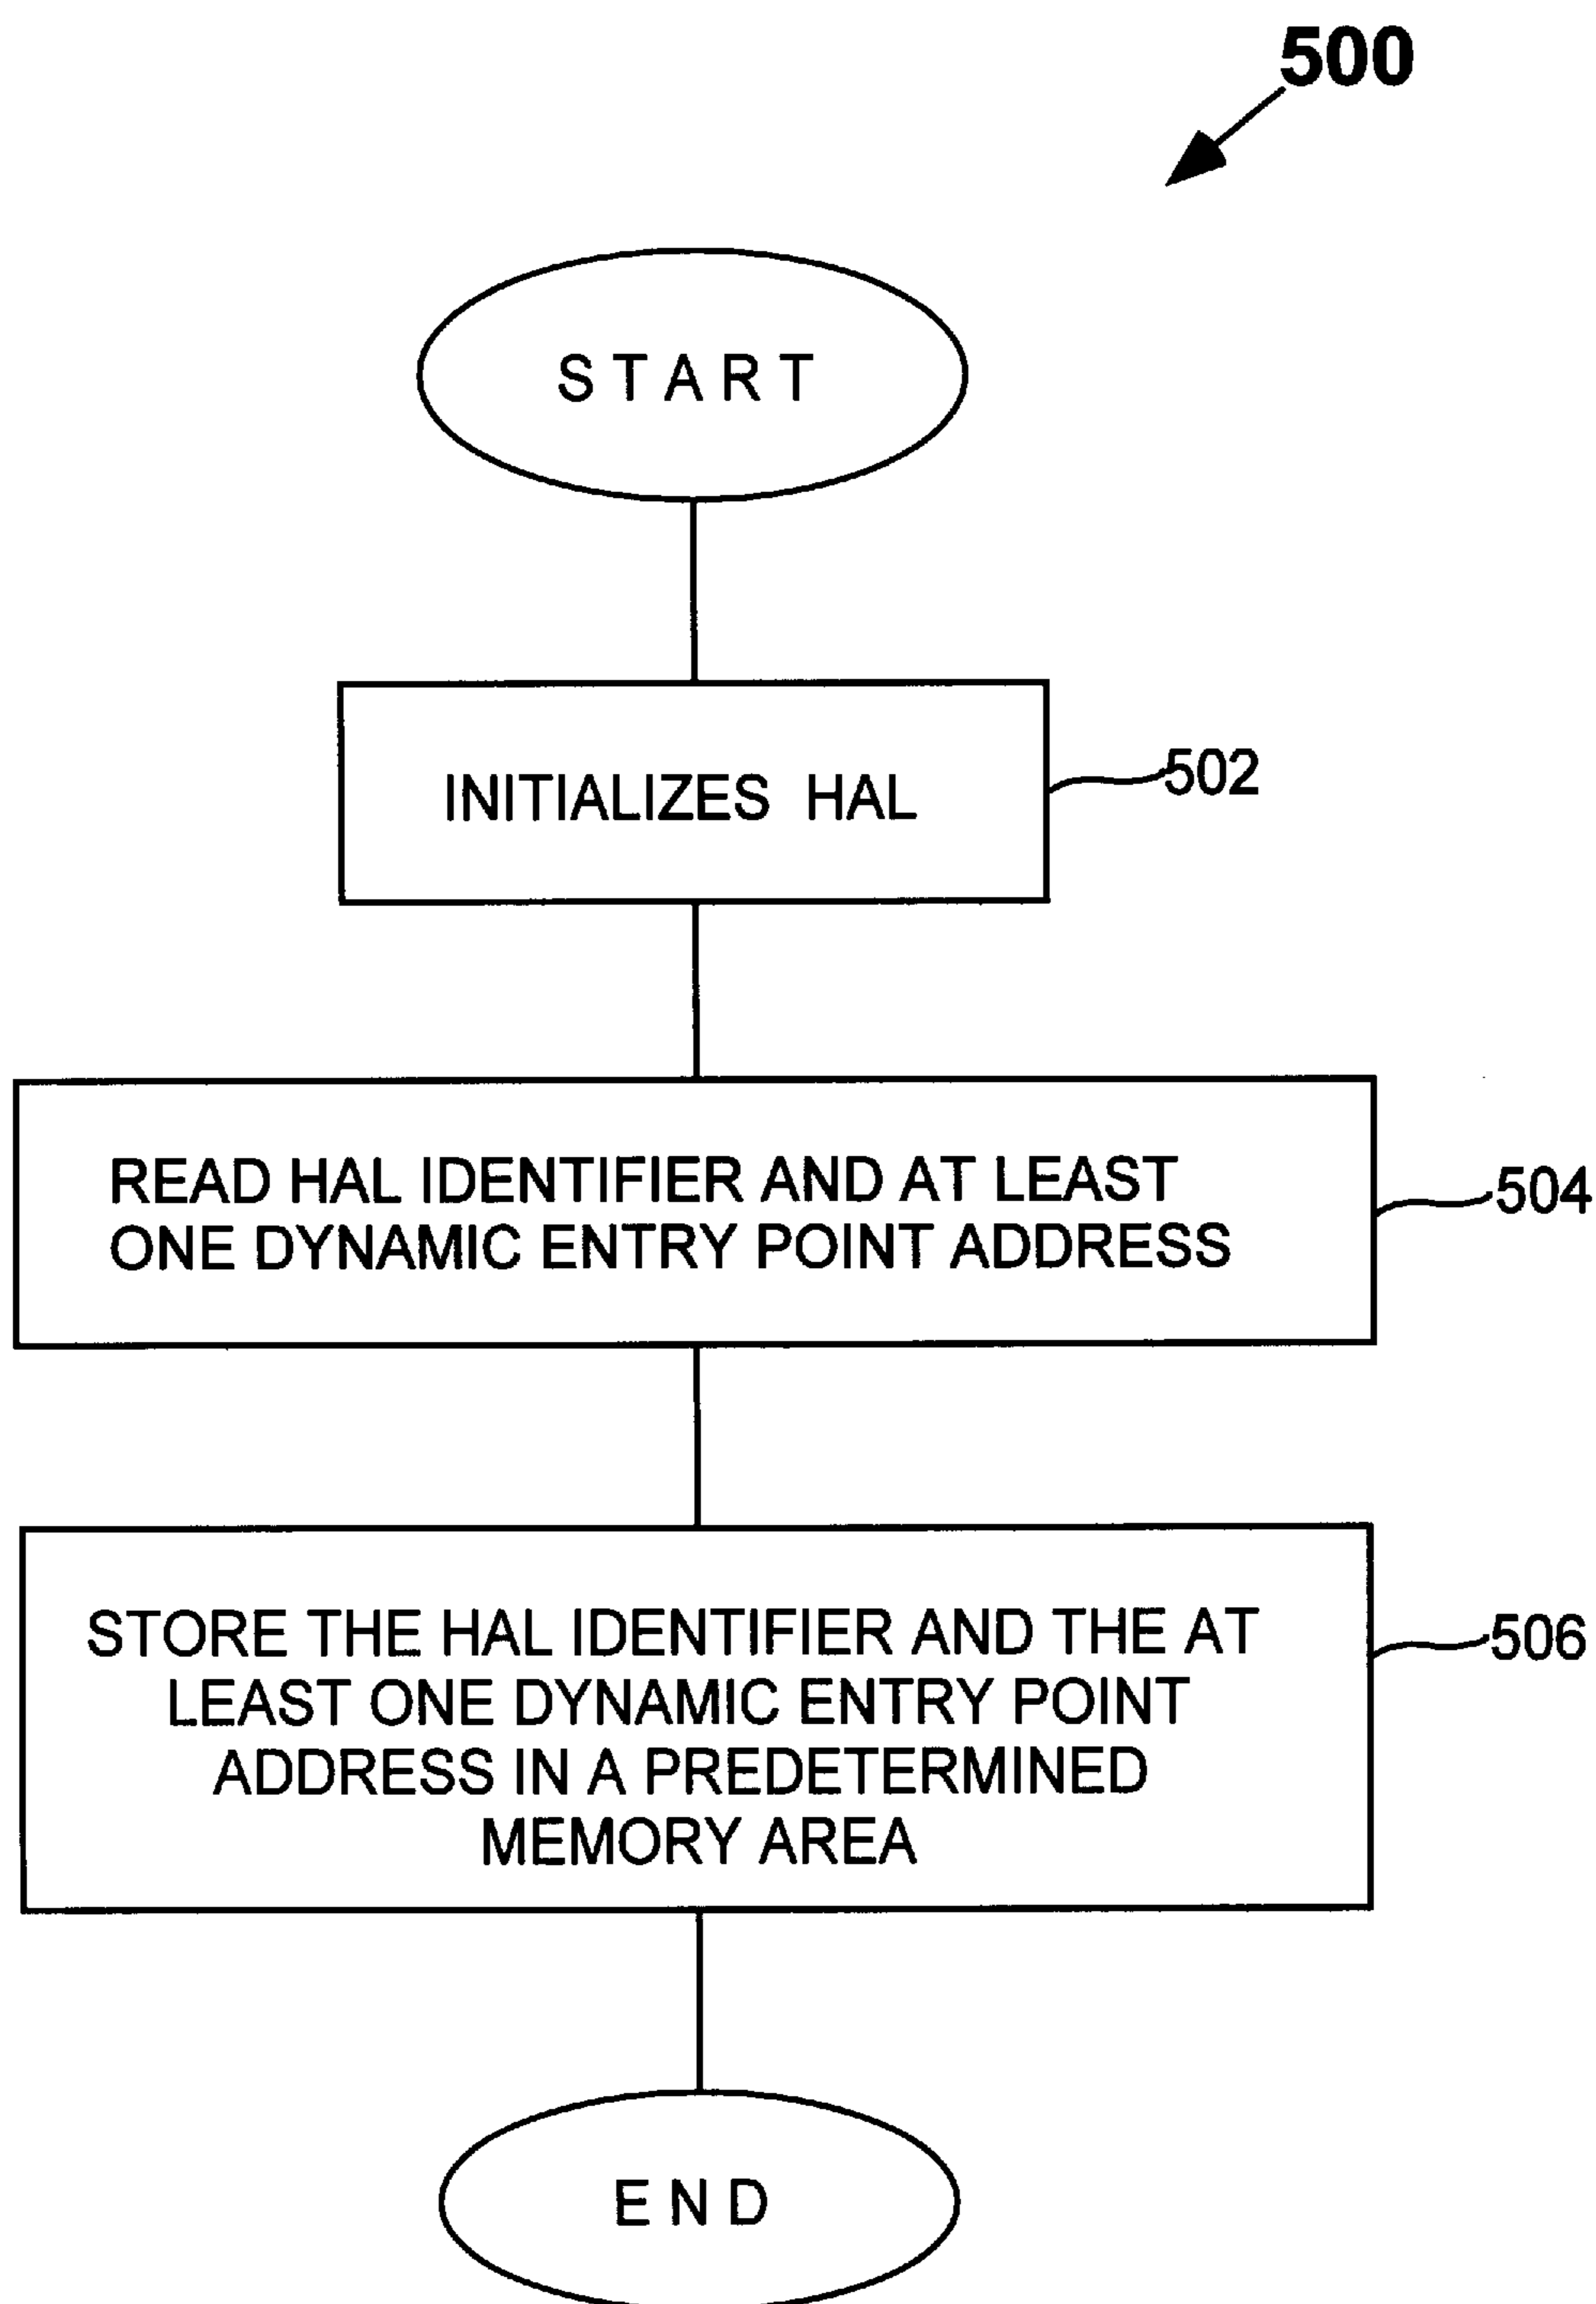 500
START
INITIALIZES HAL
502
READ HAL IDENTIFIER AND AT LEAST
ONE DYNAMIC ENTRY POINT ADDRESS
504
STORE THE HAL IDENTIFIER AND THE AT
LEAST ONE DYNAMIC ENTRY POINT
ADDRESS IN A PREDETERMINED
MEMORY AREA
506
END